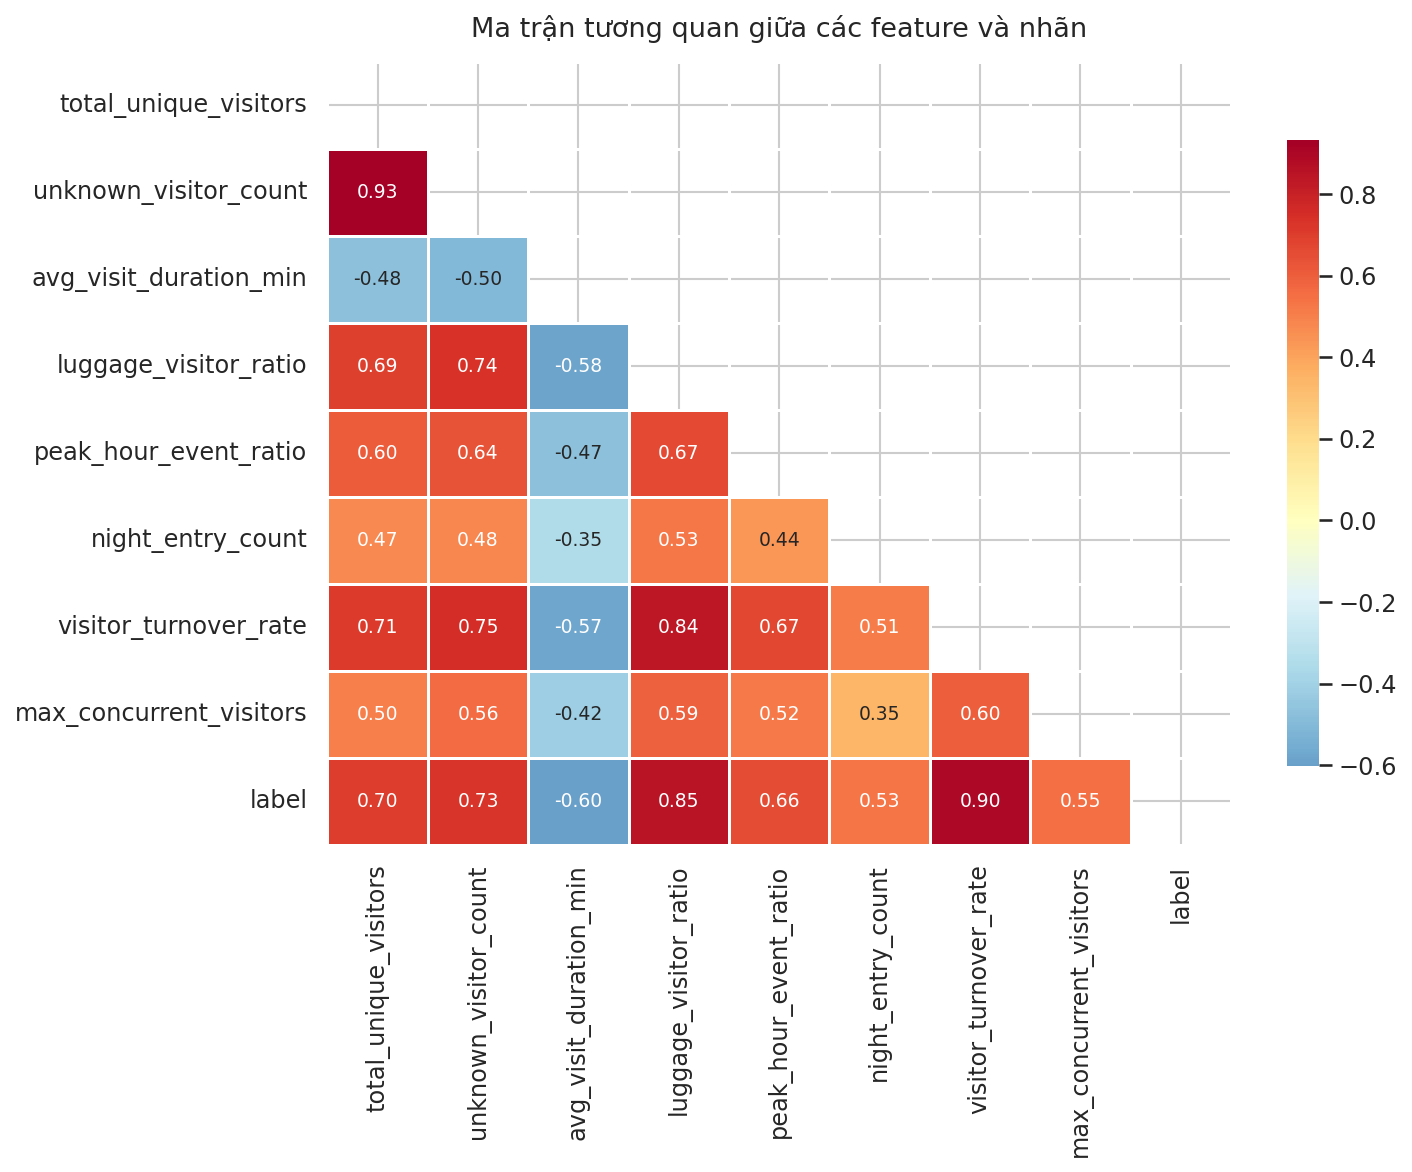 Ma trận tương quan giữa các feature và nhãn
total_unique_visitors
unknown_visitor_count
0.93
avg_visit_duration_min
-0.48 -0.50
luggage_visitor_ratio
0.69 0.74 -0.58
peak_hour_event_ratio
0.60 0.64 -0.47 0.67
night_entry_count
0.47 0.48 -0.35 0.53 0.44
visitor_turnover_rate
0.71 0.75 -0.57 0.84 0.67 0.51
max_concurrent_visitors
0.50 0.56 -0.42 0.59 0.52 0.35 0.60
label
0.70 0.73 -0.60 0.85 0.66 0.53 0.90 0.55
total_unique_visitors
unknown_visitor_count
avg_visit_duration_min
luggage_visitor_ratio
peak_hour_event_ratio
night_entry_count
visitor_turnover_rate
max_concurrent_visitors
label
0.8
0.6
0.4
0.2
0.0
−0.2
−0.4
−0.6